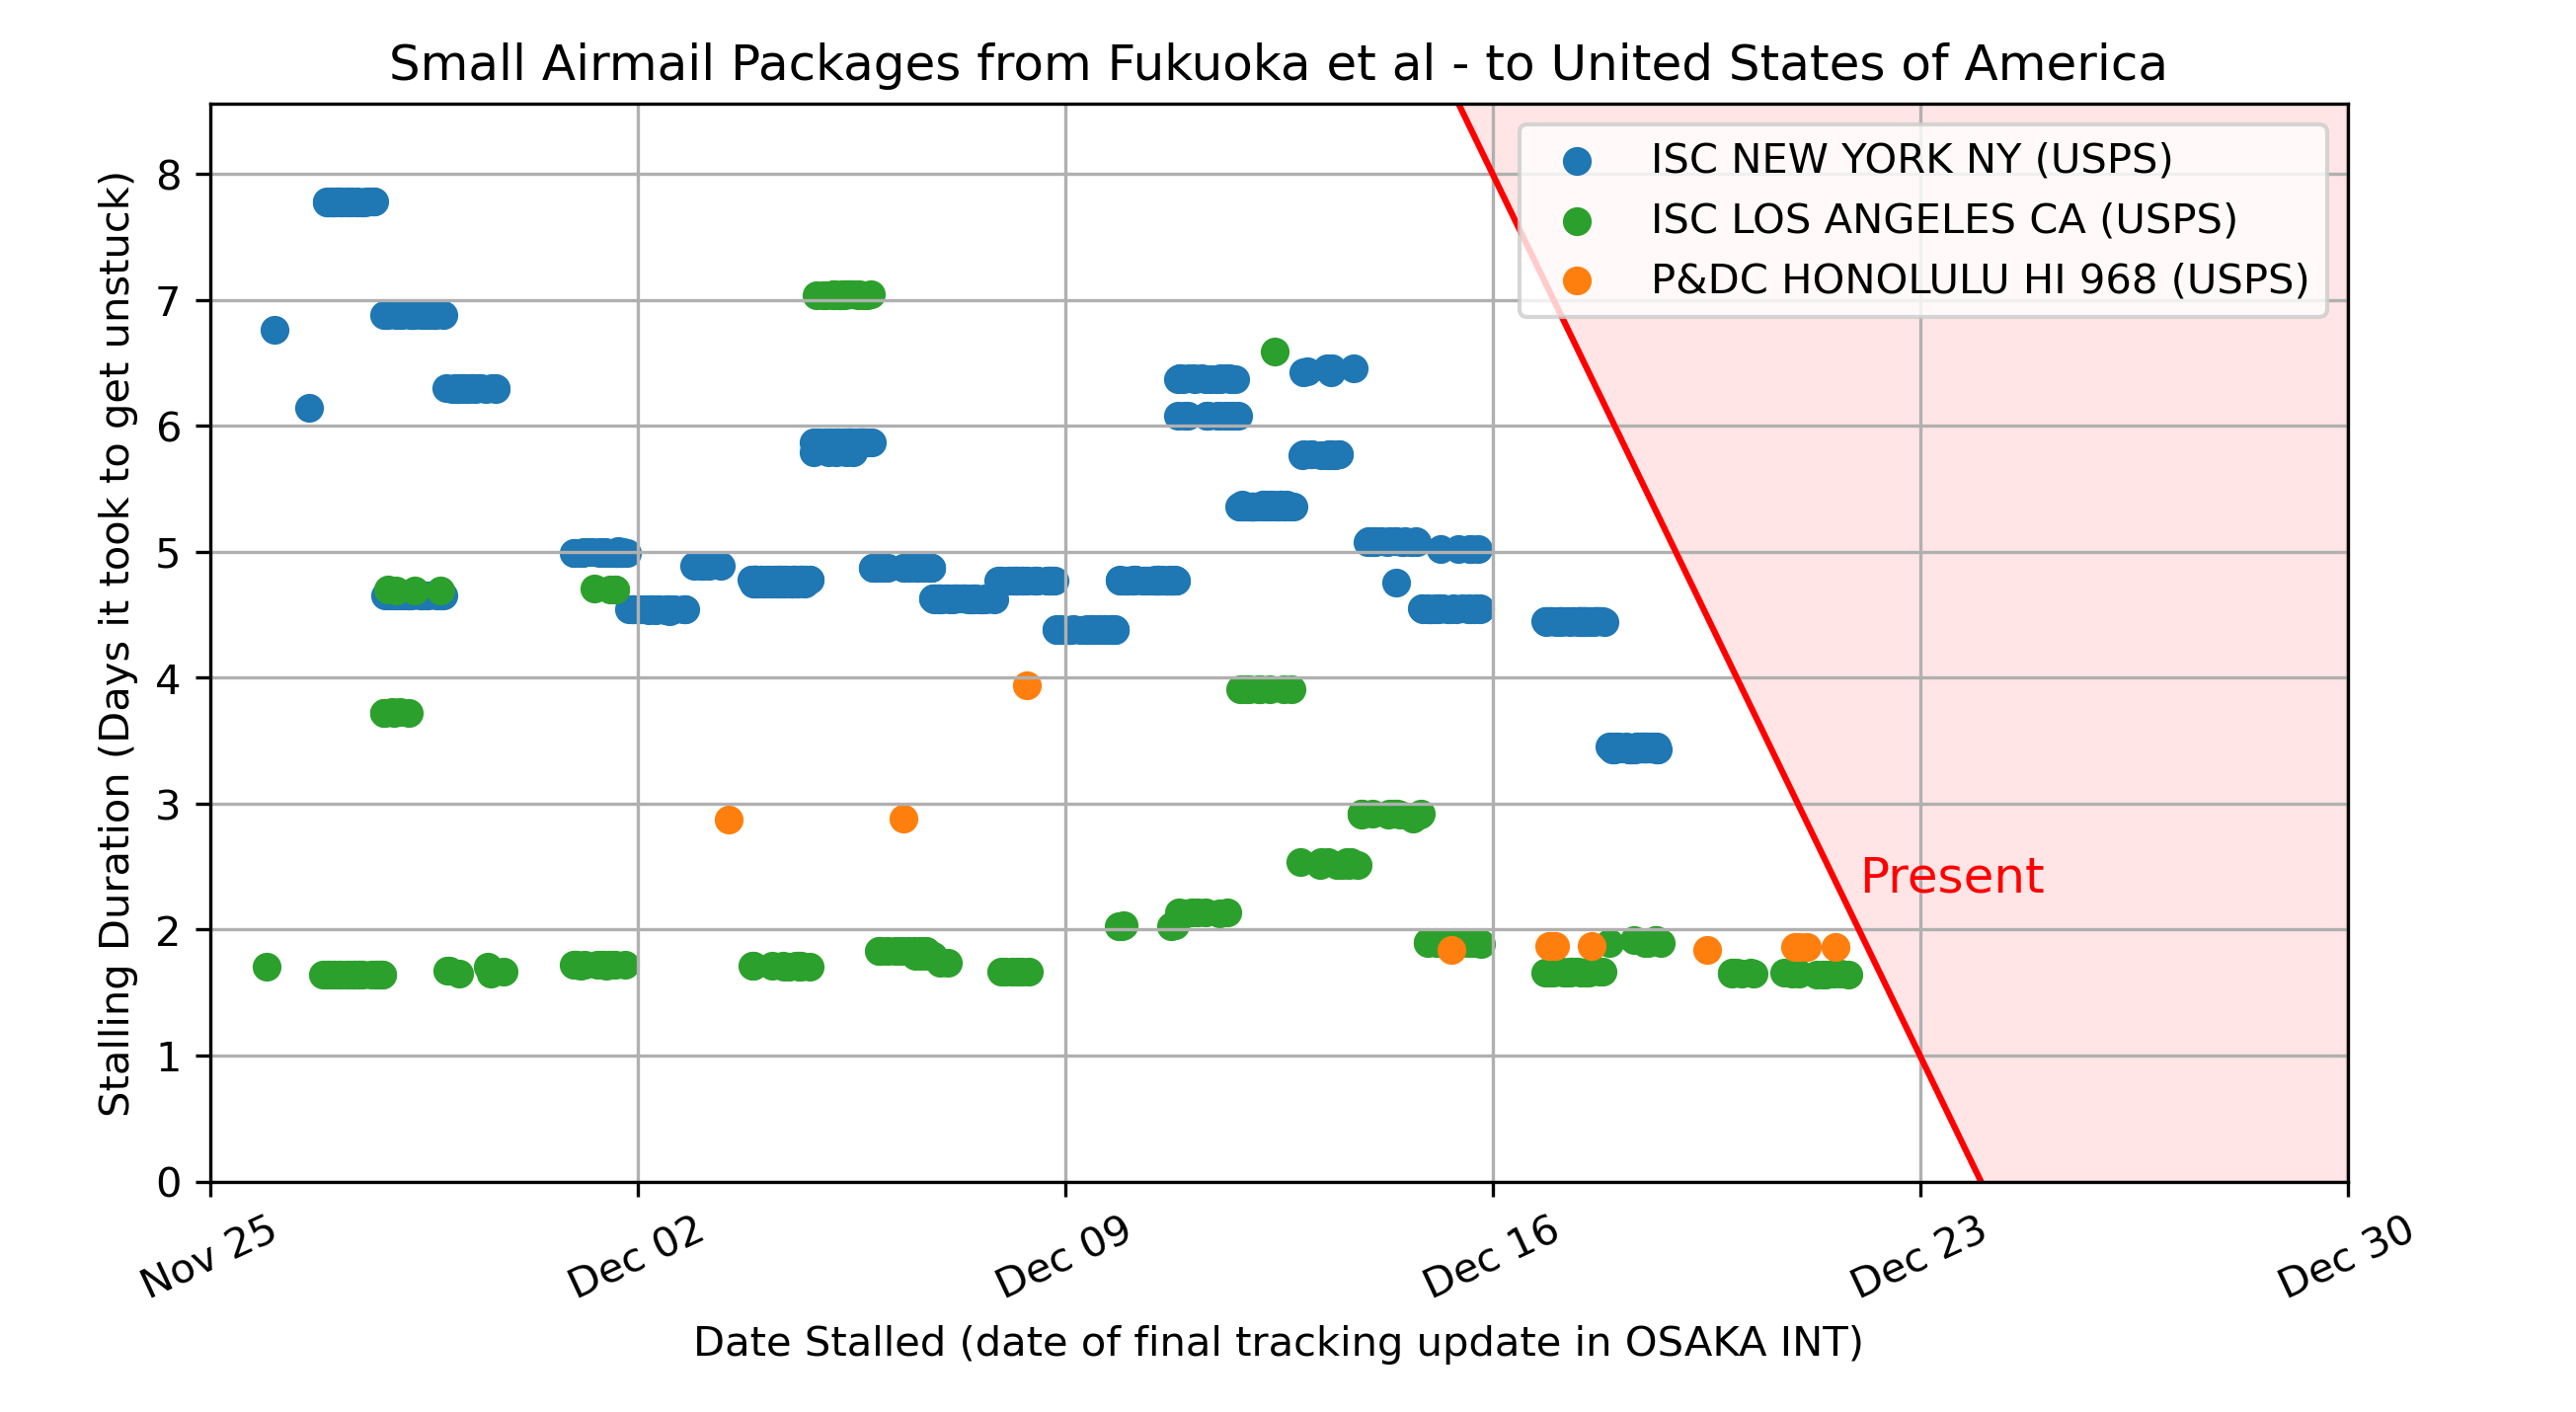 Small Airmail Packages from Fukuoka et al - to United States of America
ISC NEW YORK NY (USPS)
ISC LOS ANGELES CA (USPS)
P&DC HONOLULU HI 968 (USPS)
Stalling Duration (Days it took to get unstuck)
8
7
6
5
4
3
2
1
0
Present
Nov 25
Dec 02
Dec 09
Dec 16
Dec 23
Dec 30
Date Stalled (date of final tracking update in OSAKA INT)